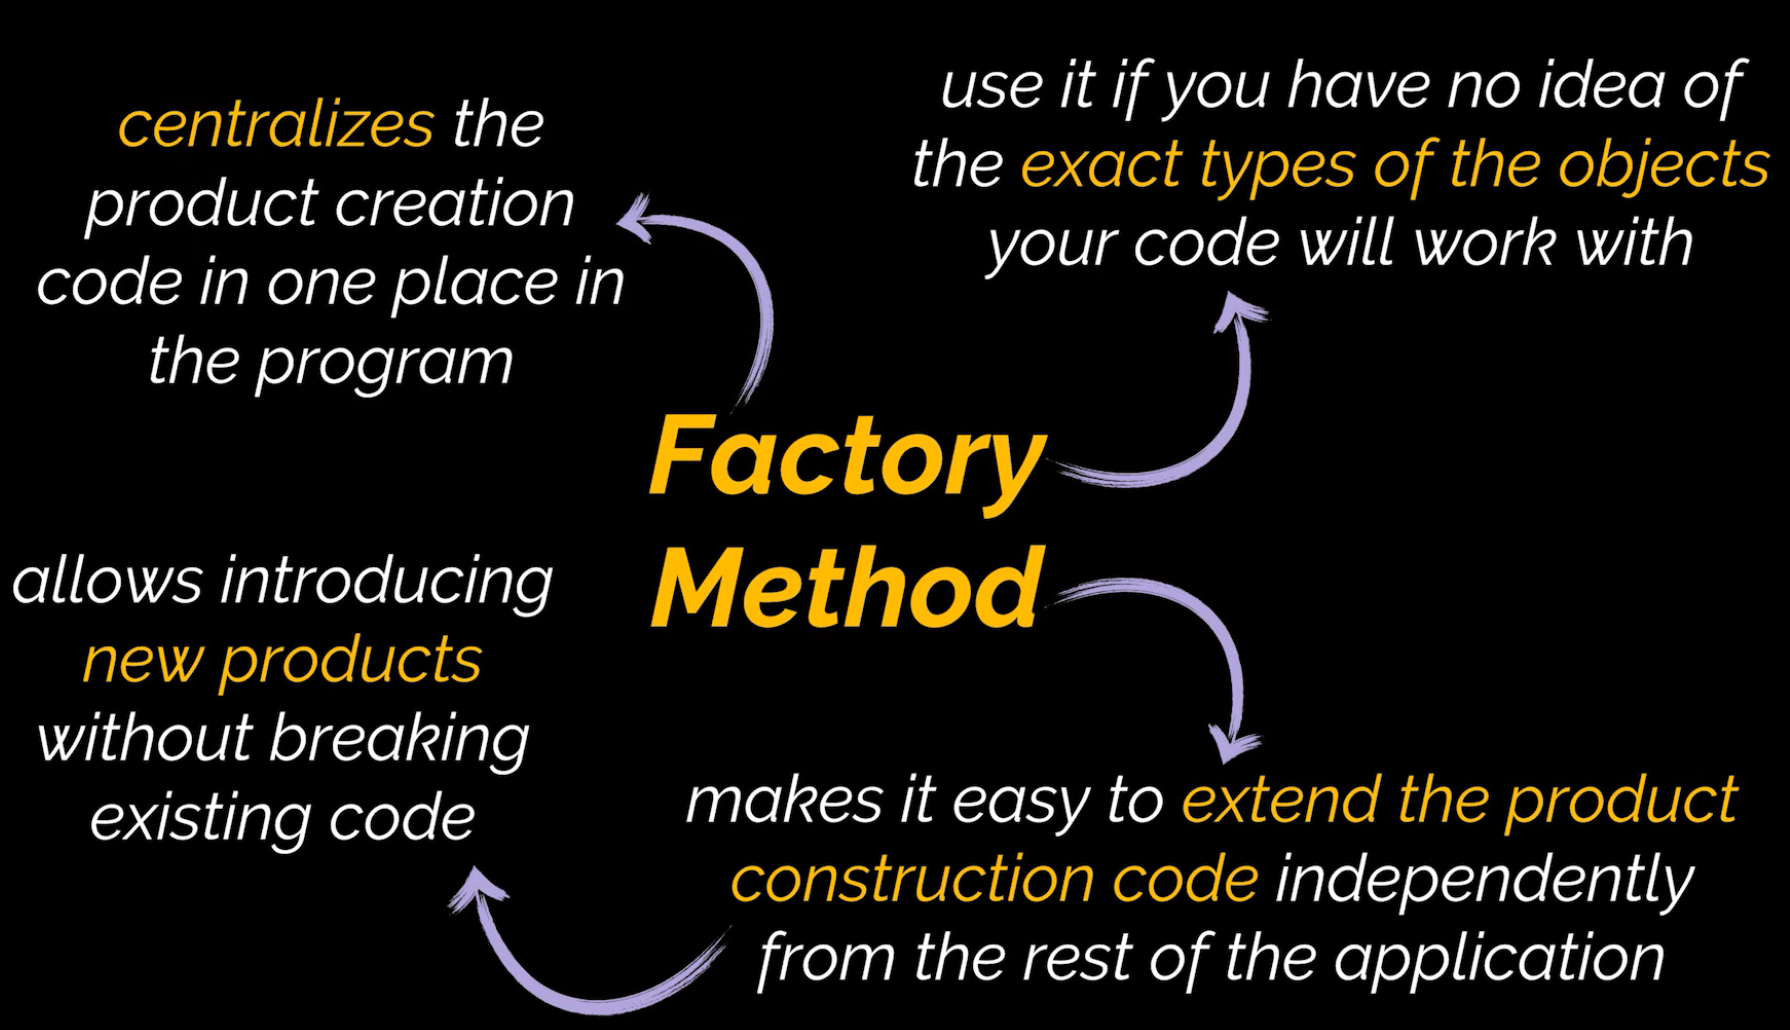 centralizes the
product creation
code in one place in
the program
use it if you have no idea of
the exact types of the objects
your code will work with
Factory
Method
allows introducing
new products
without breaking
existing code
makes it easy to extend the product
construction code independently
from the rest of the application